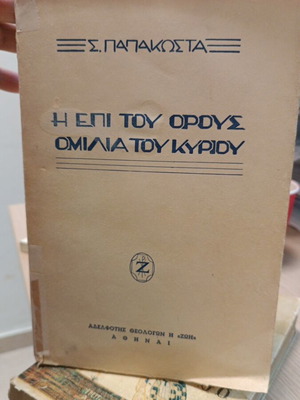 Σ. ΠΑΠΑΚΩΣΤΑ
Η ΕΠΙ ΤΟΥ ΟΡΟΥΣ
ΟΜΙΛΙΑ ΤΟΥ ΚΥΡΙΟΥ
Ζ
ΑΔΕΛΦΟΤΗΣ ΘΕΟΛΟΓΩΝ Η «ΖΩΗ»
ΑΘΗΝΑΙ